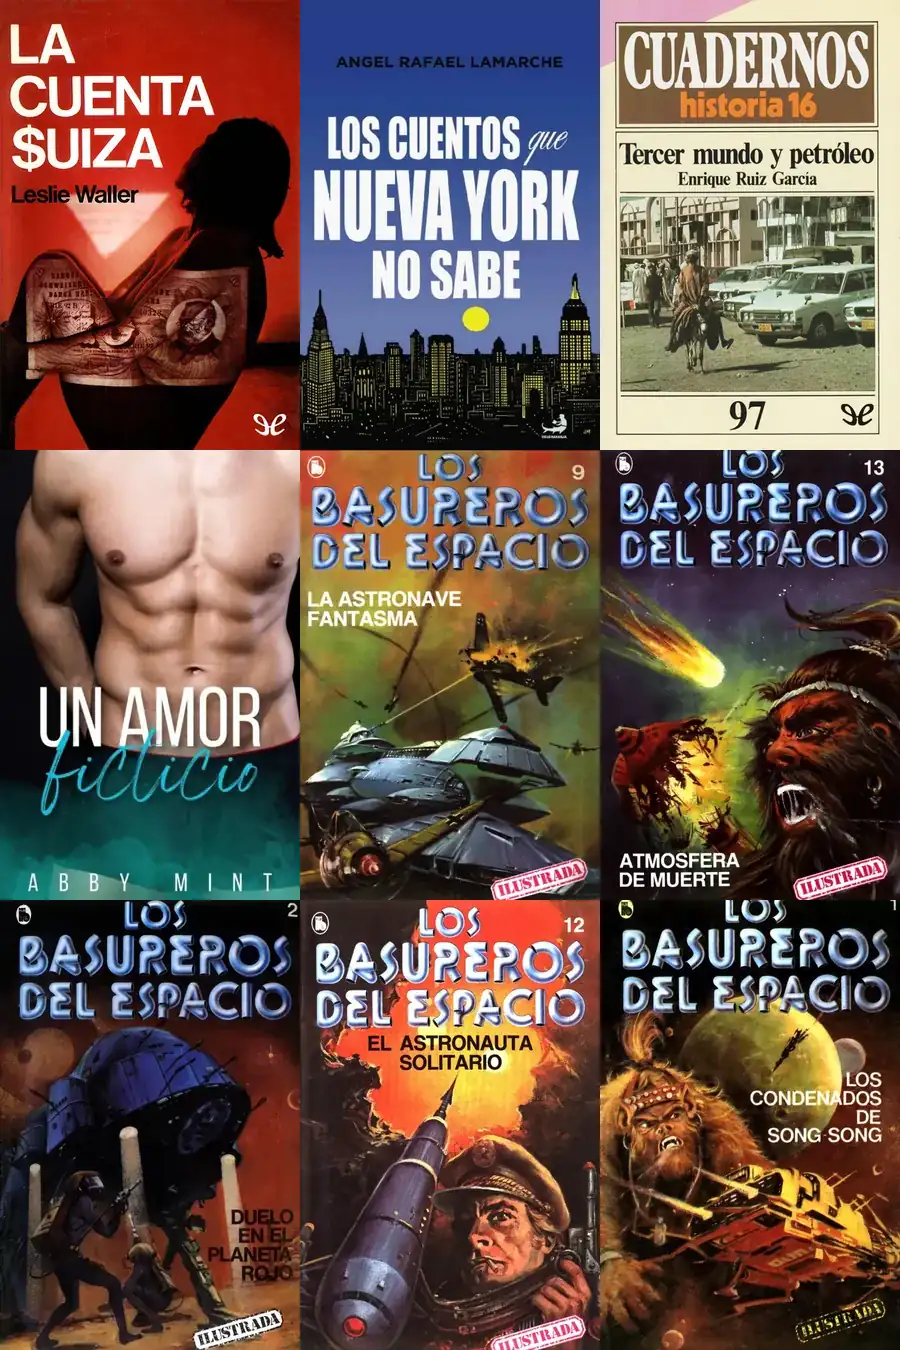 LA
CUENTA
$UIZA
Leslie Waller
ANGEL RAFAEL LAMARCHE
LOS CUENTOS que
NUEVA YORK
NO SABE
CUADERNOS
historia 16
Tercer mundo y petróleo
Enrique Ruiz García
97
UN AMOR
ficticio
ABBY MINT
9
LOS
BASUREROS
DEL ESPACIO
LA ASTRONAVE
FANTASMA
ILUSTRADA
13
LOS
BASUREROS
DEL ESPACIO
ATMOSFERA
DE MUERTE
ILUSTRADA
2
LOS
BASUREROS
DEL ESPACIO
DUELO
EN EL
PLANETA
ROJO
ILUSTRADA
12
LOS
BASUREROS
DEL ESPACIO
EL ASTRONAUTA
SOLITARIO
ILUSTRADA
1
LOS
BASUREROS
DEL ESPACIO
LOS
CONDENADOS
DE
SONG-SONG
ILUSTRADA